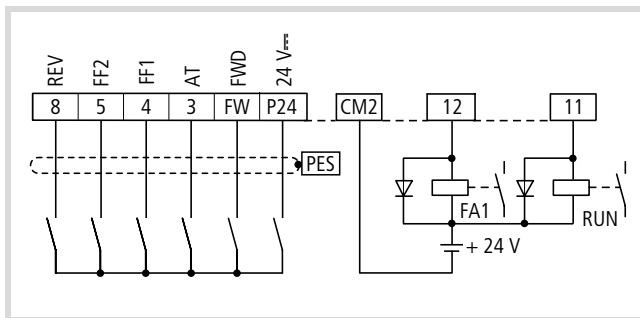 REV
FF2
FF1
AT
FWD
24 V⎓
8 5 4 3 FW P24 CM2 12 11
PES
FA1
RUN
+ 24 V